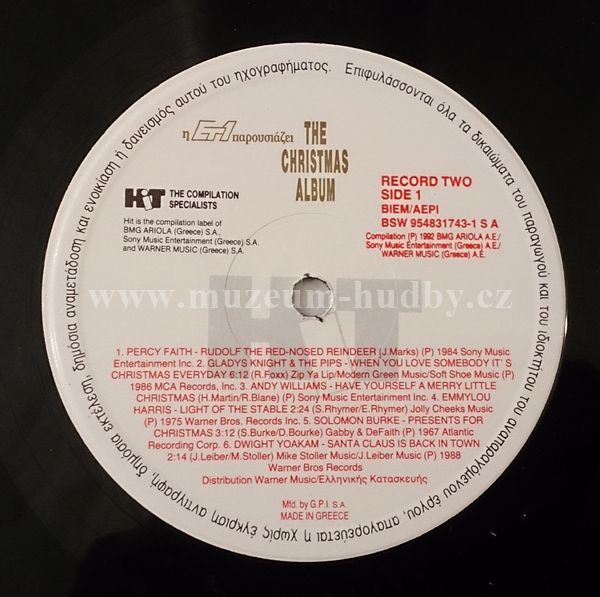 Επιφυλάσσονται όλα τα δικαιώματα του παραγωγού και του ιδιοκτήτου του αναπαραγόμενου έργου, απαγορεύεται η χωρίς έγκριση αντιγραφή, δημοσία εκτέλεση, δημόσια αναμετάδοση και ενοικίαση ή δανεισμός αυτού του ηχογραφήματος.
η ET1 παρουσιάζει
THE
CHRISTMAS
ALBUM
HiT THE COMPILATION
SPECIALISTS
Hit is the compilation label of
BMG ARIOLA (Greece) S.A.,
Sony Music Entertainment (Greece) S.A.
and WARNER MUSIC (Greece) S.A.
RECORD TWO
SIDE 1
BIEM/AEPI
BSW 954831743-1 S A
Compilation (P) 1992 BMG ARIOLA A.E./
Sony Music Entertainment (Greece) A.E./
WARNER MUSIC (Greece) A.E.
www.muzeum-hudby.cz
HiT
1. PERCY FAITH - RUDOLF THE RED-NOSED REINDEER (J.Marks) (P) 1984 Sony Music
Entertainment Inc. 2. GLADYS KNIGHT & THE PIPS - WHEN YOU LOVE SOMEBODY IT' S
CHRISTMAS EVERYDAY 6:12 (R.Foxx) Zip Ya Lip/Modern Green Music/Soft Shoe Music (P)
1986 MCA Records, Inc. 3. ANDY WILLIAMS - HAVE YOURSELF A MERRY LITTLE
CHRISTMAS (H.Martin/R.Blane) (P) Sony Music Entertainment Inc. 4. EMMYLOU
HARRIS - LIGHT OF THE STABLE 2:24 (S.Rhymer/E.Rhymer) Jolly Cheeks Music
(P) 1975 Warner Bros. Records Inc. 5. SOLOMON BURKE - PRESENTS FOR
CHRISTMAS 3:12 (S.Burke/D.Bourke) Gabby & DeFaith (P) 1967 Atlantic
Recording Corp. 6. DWIGHT YOAKAM - SANTA CLAUS IS BACK IN TOWN
2:14 (J.Leiber/M.Stoller) Mike Stoller Music/J.Leiber Music (P) 1988
Warner Bros Records
Distribution Warner Music/Ελληνικής Κατασκευής
Mfd. by G.P.I. S.A.
MADE IN GREECE